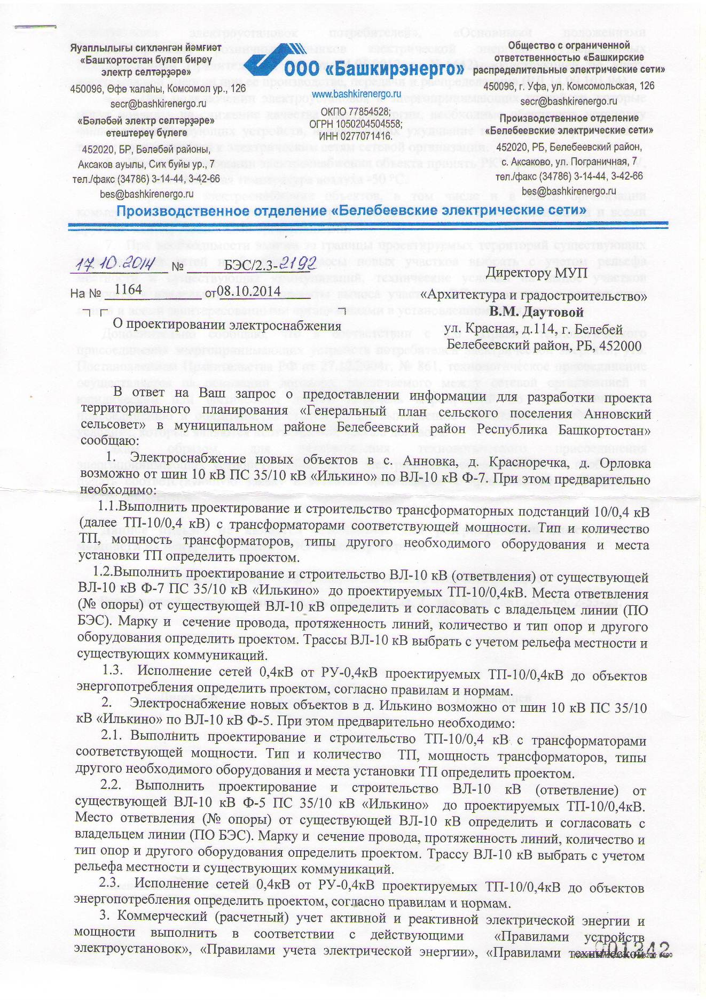 Яуаплылығы сикләнгән йәмғиәт
«Башҡортостан бүлеп биреү
электр селтәрҙәре»
450096, Өфө ҡалаһы, Комсомол ур., 126
secr@bashkirenergo.ru
«Бәләбәй электр селтәрҙәре»
етештереү бүлеге
452020, БР, Бәләбәй районы,
Аксаков ауылы, Сик буйы ур., 7
тел./факс (34786) 3-14-44, 3-42-66
bes@bashkirenergo.ru
ООО «Башкирэнерго»
www.bashkirenergo.ru
ОКПО 77854528;
ОГРН 1050204504558;
ИНН 0277071416.
Общество с ограниченной
ответственностью «Башкирские
распределительные электрические сети»
450096, г. Уфа, ул. Комсомольская, 126
secr@bashkirenergo.ru
Производственное отделение
«Белебеевские электрические сети»
452020, РБ, Белебеевский район,
с. Аксаково, ул. Пограничная, 7
тел./факс (34786) 3-14-44, 3-42-66
bes@bashkirenergo.ru
Производственное отделение «Белебеевские электрические сети»
17.10.2014 № БЭС/2.3-2192
На № 1164 от 08.10.2014
О проектировании электроснабжения
Директору МУП
«Архитектура и градостроительство»
В.М. Даутовой
ул. Красная, д.114, г. Белебей
Белебеевский район, РБ, 452000
В ответ на Ваш запрос о предоставлении информации для разработки проекта
территориального планирования «Генеральный план сельского поселения Анновский
сельсовет» в муниципальном районе Белебеевский район Республика Башкортостан»
сообщаю:
1. Электроснабжение новых объектов в с. Анновка, д. Красноречка, д. Орловка
возможно от шин 10 кВ ПС 35/10 кВ «Илькино» по ВЛ-10 кВ Ф-7. При этом предварительно
необходимо:
1.1.Выполнить проектирование и строительство трансформаторных подстанций 10/0,4 кВ
(далее ТП-10/0,4 кВ) с трансформаторами соответствующей мощности. Тип и количество
ТП, мощность трансформаторов, типы другого необходимого оборудования и места
установки ТП определить проектом.
1.2.Выполнить проектирование и строительство ВЛ-10 кВ (ответвления) от существующей
ВЛ-10 кВ Ф-7 ПС 35/10 кВ «Илькино» до проектируемых ТП-10/0,4кВ. Места ответвления
(№ опоры) от существующей ВЛ-10 кВ определить и согласовать с владельцем линии (ПО
БЭС). Марку и сечение провода, протяженность линий, количество и тип опор и другого
оборудования определить проектом. Трассы ВЛ-10 кВ выбрать с учетом рельефа местности и
существующих коммуникаций.
1.3. Исполнение сетей 0,4кВ от РУ-0,4кВ проектируемых ТП-10/0,4кВ до объектов
энергопотребления определить проектом, согласно правилам и нормам.
2. Электроснабжение новых объектов в д. Илькино возможно от шин 10 кВ ПС 35/10
кВ «Илькино» по ВЛ-10 кВ Ф-5. При этом предварительно необходимо:
2.1. Выполнить проектирование и строительство ТП-10/0,4 кВ с трансформаторами
соответствующей мощности. Тип и количество ТП, мощность трансформаторов, типы
другого необходимого оборудования и места установки ТП определить проектом.
2.2. Выполнить проектирование и строительство ВЛ-10 кВ (ответвление) от
существующей ВЛ-10 кВ Ф-5 ПС 35/10 кВ «Илькино» до проектируемых ТП-10/0,4кВ.
Место ответвления (№ опоры) от существующей ВЛ-10 кВ определить и согласовать с
владельцем линии (ПО БЭС). Марку и сечение провода, протяженность линий, количество и
тип опор и другого оборудования определить проектом. Трассу ВЛ-10 кВ выбрать с учетом
рельефа местности и существующих коммуникаций.
2.3. Исполнение сетей 0,4кВ от РУ-0,4кВ проектируемых ТП-10/0,4кВ до объектов
энергопотребления определить проектом, согласно правилам и нормам.
3. Коммерческий (расчетный) учет активной и реактивной электрической энергии и
мощности выполнить в соответствии с действующими «Правилами устройств
электроустановок», «Правилами учета электрической энергии», «Правилами технической
001242